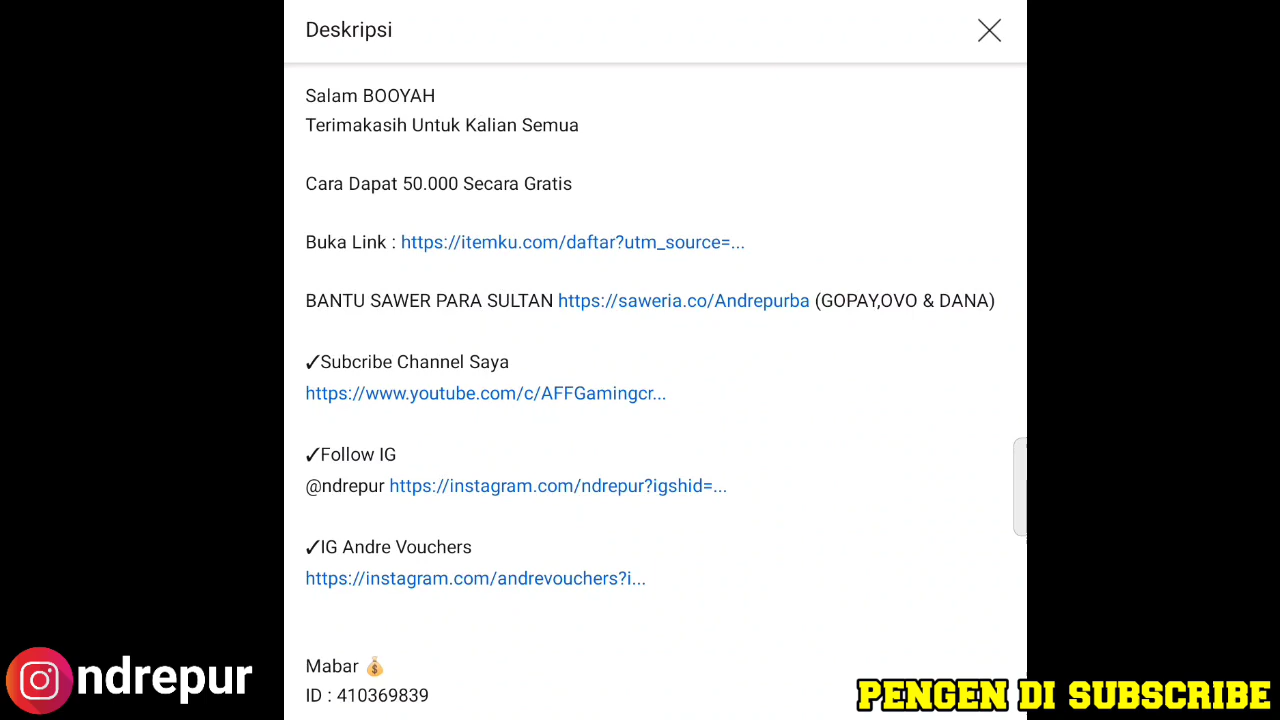 Deskripsi
Salam BOOYAH
Terimakasih Untuk Kalian Semua
Cara Dapat 50.000 Secara Gratis
Buka Link : https://itemku.com/daftar?utm_source=...
BANTU SAWER PARA SULTAN https://saweria.co/Andrepurba (GOPAY,OVO & DANA)
✓Subcribe Channel Saya
https://www.youtube.com/c/AFFGamingcr...
✓Follow IG
@ndrepur https://instagram.com/ndrepur?igshid=...
✓IG Andre Vouchers
https://instagram.com/andrevouchers?i...
Mabar 💰
ID : 410369839
ndrepur
PENGEN DI SUBSCRIBE